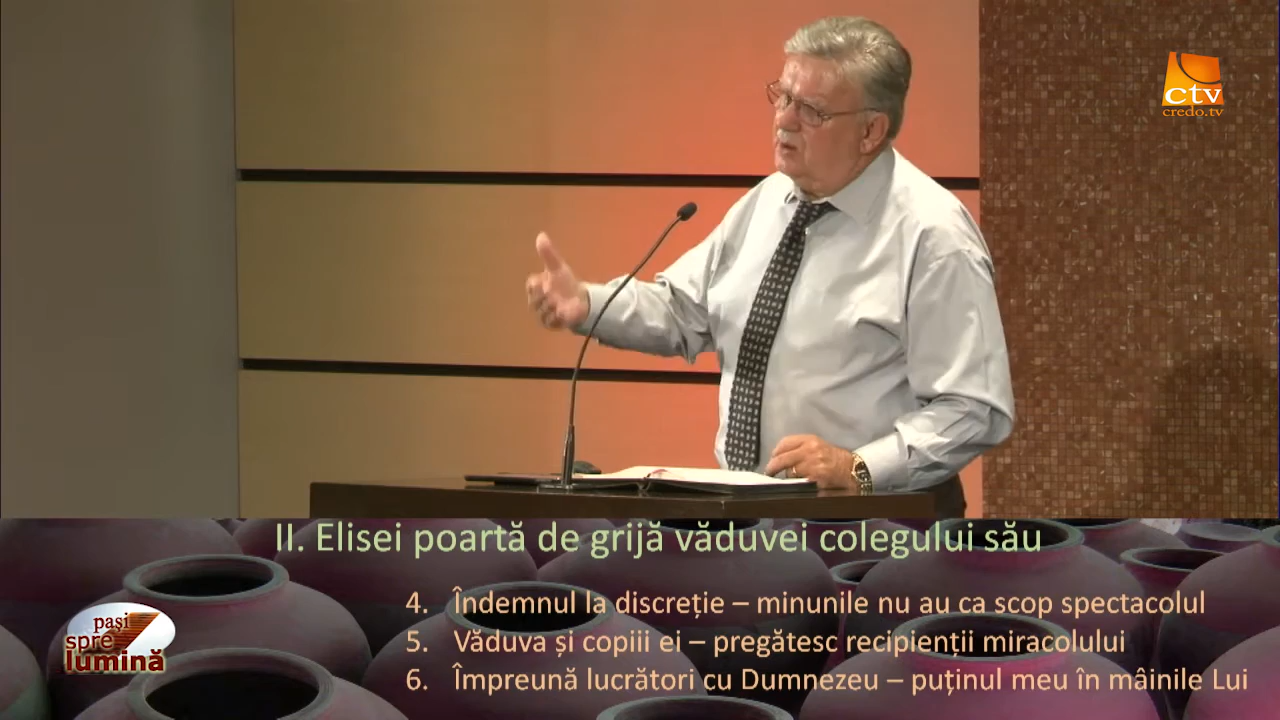 ctv
credo.tv
II. Elisei poartă de grijă văduvei colegului său
4. Îndemnul la discreție – minunile nu au ca scop spectacolul
5. Văduva și copiii ei – pregătesc recipienții miracolului
6. Împreună lucrători cu Dumnezeu – puținul meu în mâinile Lui
pași
spre
lumină